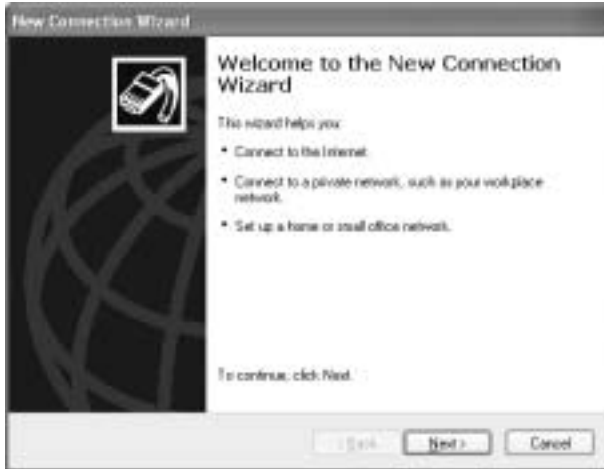 New Connection Wizard
Welcome to the New Connection
Wizard
This wizard helps you:
• Connect to the Internet.
• Connect to a private network, such as your workplace
network.
• Set up a home or small office network.
To continue, click Next.
< Back
Next >
Cancel